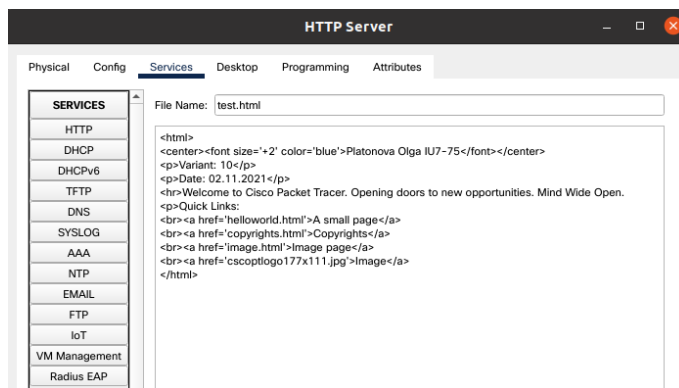 HTTP Server
Physical Config Services Desktop Programming Attributes
SERVICES
HTTP
DHCP
DHCPv6
TFTP
DNS
SYSLOG
AAA
NTP
EMAIL
FTP
IoT
VM Management
Radius EAP
File Name: test.html
<html>
<center><font size='+2' color='blue'>Platonova Olga IU7-75</font></center>
<p>Variant: 10</p>
<p>Date: 02.11.2021</p>
<hr>Welcome to Cisco Packet Tracer. Opening doors to new opportunities. Mind Wide Open.
<p>Quick Links:
<br><a href='helloworld.html'>A small page</a>
<br><a href='copyrights.html'>Copyrights</a>
<br><a href='image.html'>Image page</a>
<br><a href='cscoptlogo177x111.jpg'>Image</a>
</html>